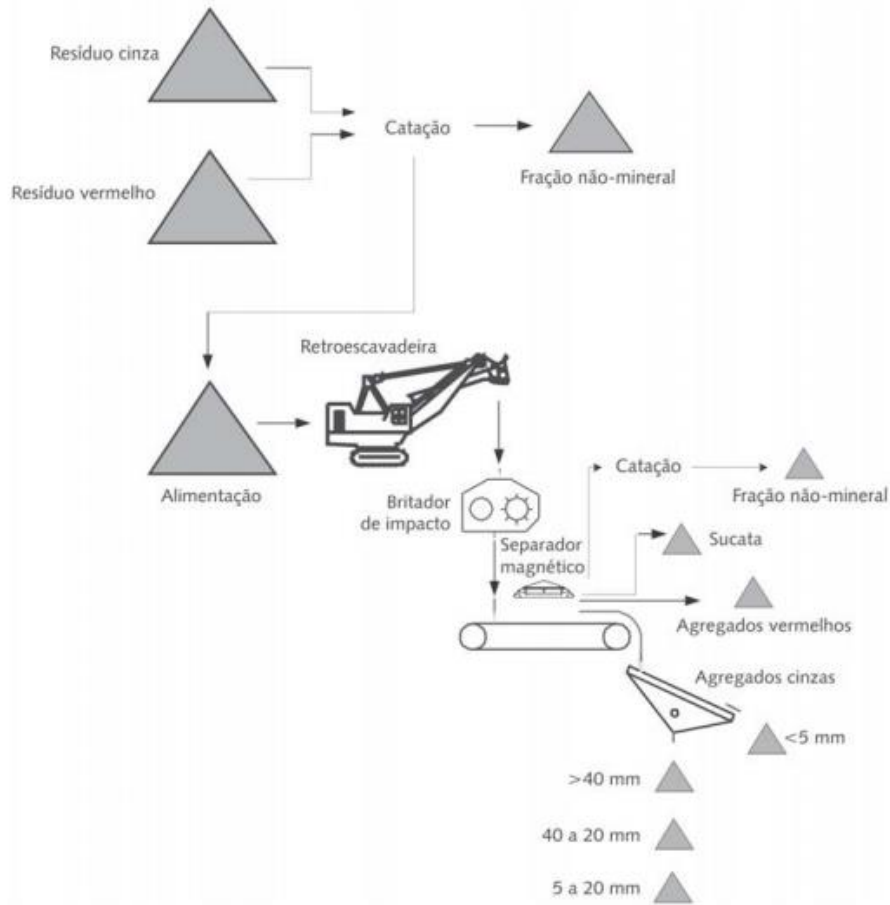 Resíduo cinza
Catação
Resíduo vermelho
Fração não-mineral
Retroescavadeira
Alimentação
Catação
Fração não-mineral
Britador
de impacto
Separador
magnético
Sucata
Agregados vermelhos
Agregados cinzas
<5 mm
>40 mm
40 a 20 mm
5 a 20 mm